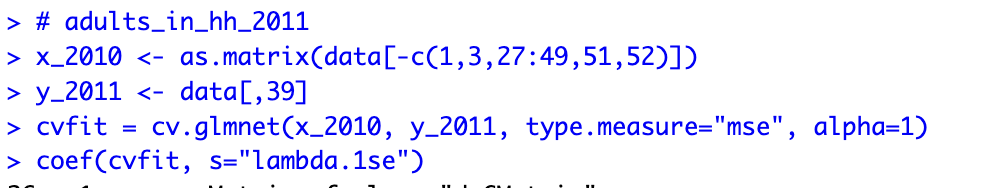 > # adults_in_hh_2011
> x_2010 <- as.matrix(data[-c(1,3,27:49,51,52)])
> y_2011 <- data[,39]
> cvfit = cv.glmnet(x_2010, y_2011, type.measure="mse", alpha=1)
> coef(cvfit, s="lambda.1se")